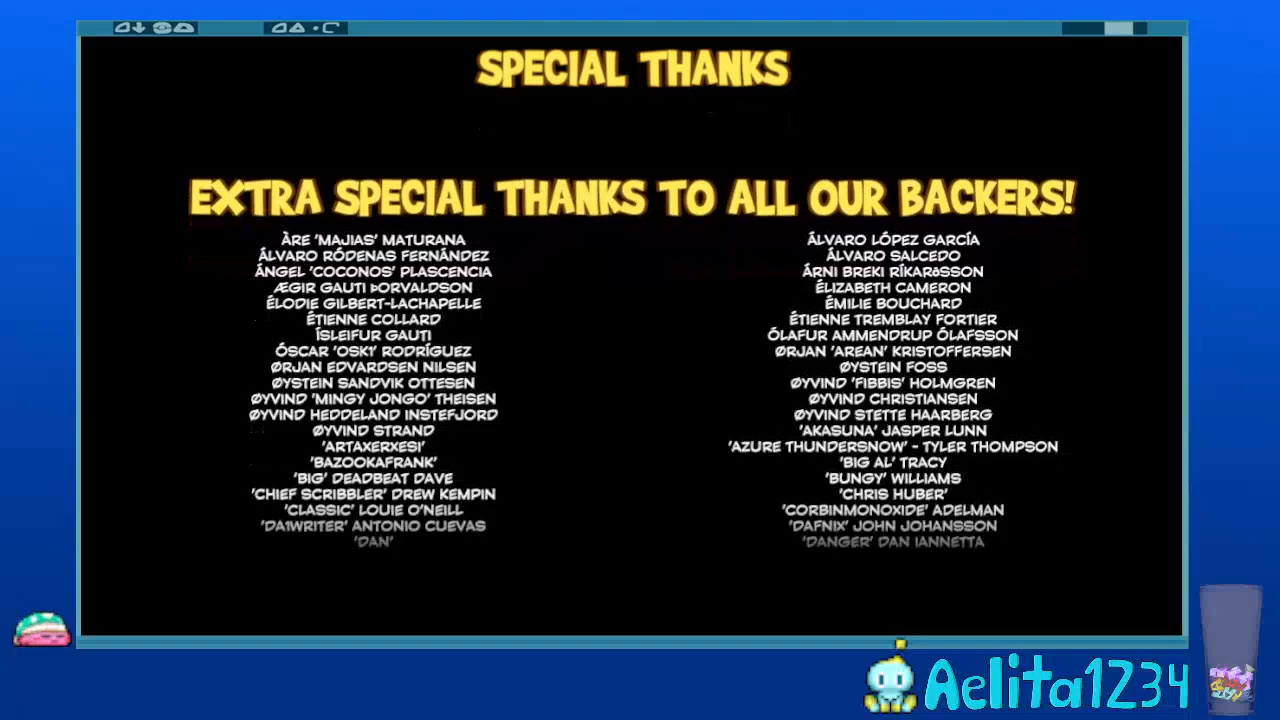 SPECIAL THANKS
EXTRA SPECIAL THANKS TO ALL OUR BACKERS!
ÀRE 'MAJIAS' MATURANA
ÁLVARO RÓDENAS FERNÁNDEZ
ÁNGEL 'COCONOS' PLASCENCIA
ÆGIR GAUTI ÞORVALDSON
ÉLODIE GILBERT-LACHAPELLE
ÉTIENNE COLLARD
ÍSLEIFUR GAUTI
ÓSCAR 'OSK1' RODRÍGUEZ
ØRJAN EDVARDSEN NILSEN
ØYSTEIN SANDVIK OTTESEN
ØYVIND 'MINGY JONGO' THEISEN
ØYVIND HEDDELAND INSTEFJORD
ØYVIND STRAND
'ARTAXERXESI'
'BAZOOKAFRANK'
'BIG' DEADBEAT DAVE
'CHIEF SCRIBBLER' DREW KEMPIN
'CLASSIC' LOUIE O'NEILL
'DA1WRITER' ANTONIO CUEVAS
'DAN'
ÁLVARO LÓPEZ GARCÍA
ÁLVARO SALCEDO
ÁRNI BREKI RÍKARðSSON
ÉLIZABETH CAMERON
ÉMILIE BOUCHARD
ÉTIENNE TREMBLAY FORTIER
ÓLAFUR AMMENDRUP ÓLAFSSON
ØRJAN 'AREAN' KRISTOFFERSEN
ØYSTEIN FOSS
ØYVIND 'FIBBIS' HOLMGREN
ØYVIND CHRISTIANSEN
ØYVIND STETTE HAARBERG
'AKASUNA' JASPER LUNN
'AZURE THUNDERSNOW' - TYLER THOMPSON
'BIG AL' TRACY
'BUNGY' WILLIAMS
'CHRIS HUBER'
'CORBINMONOXIDE' ADELMAN
'DAFNIX' JOHN JOHANSSON
'DANGER' DAN IANNETTA
Aelita1234